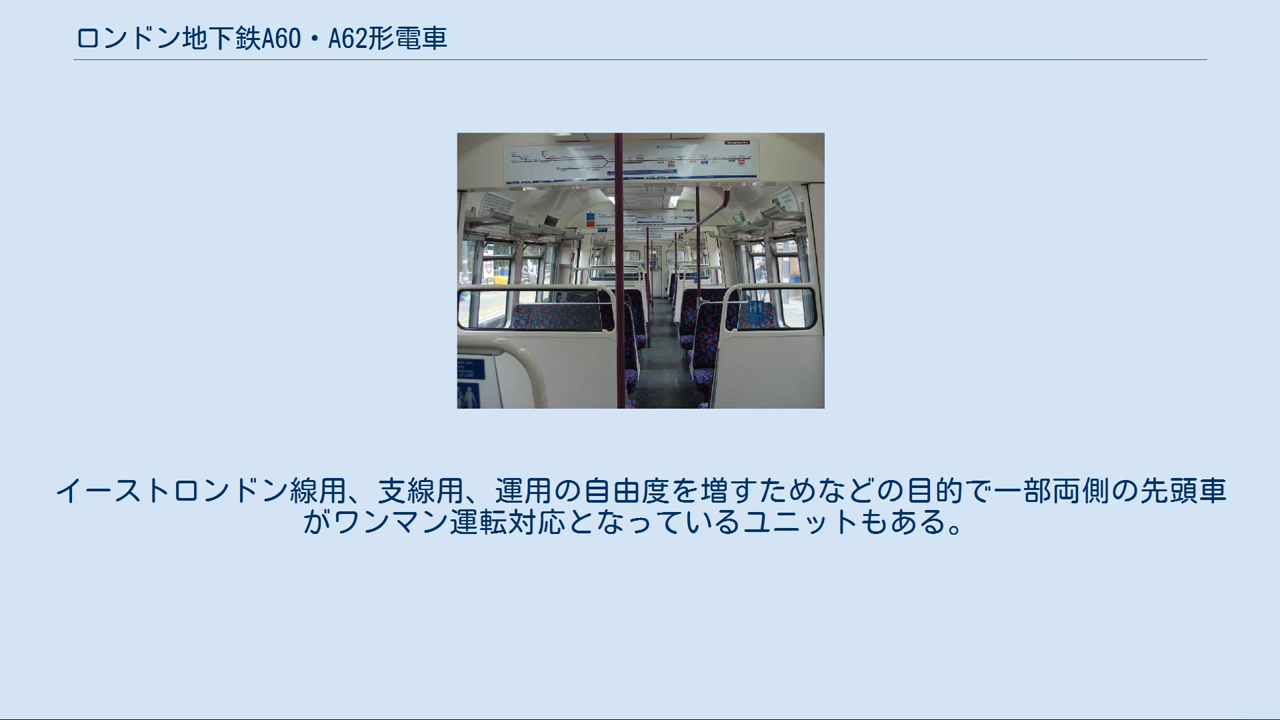 ロンドン地下鉄A60・A62形電車
イーストロンドン線用、支線用、運用の自由度を増すためなどの目的で一部両側の先頭車
がワンマン運転対応となっているユニットもある。